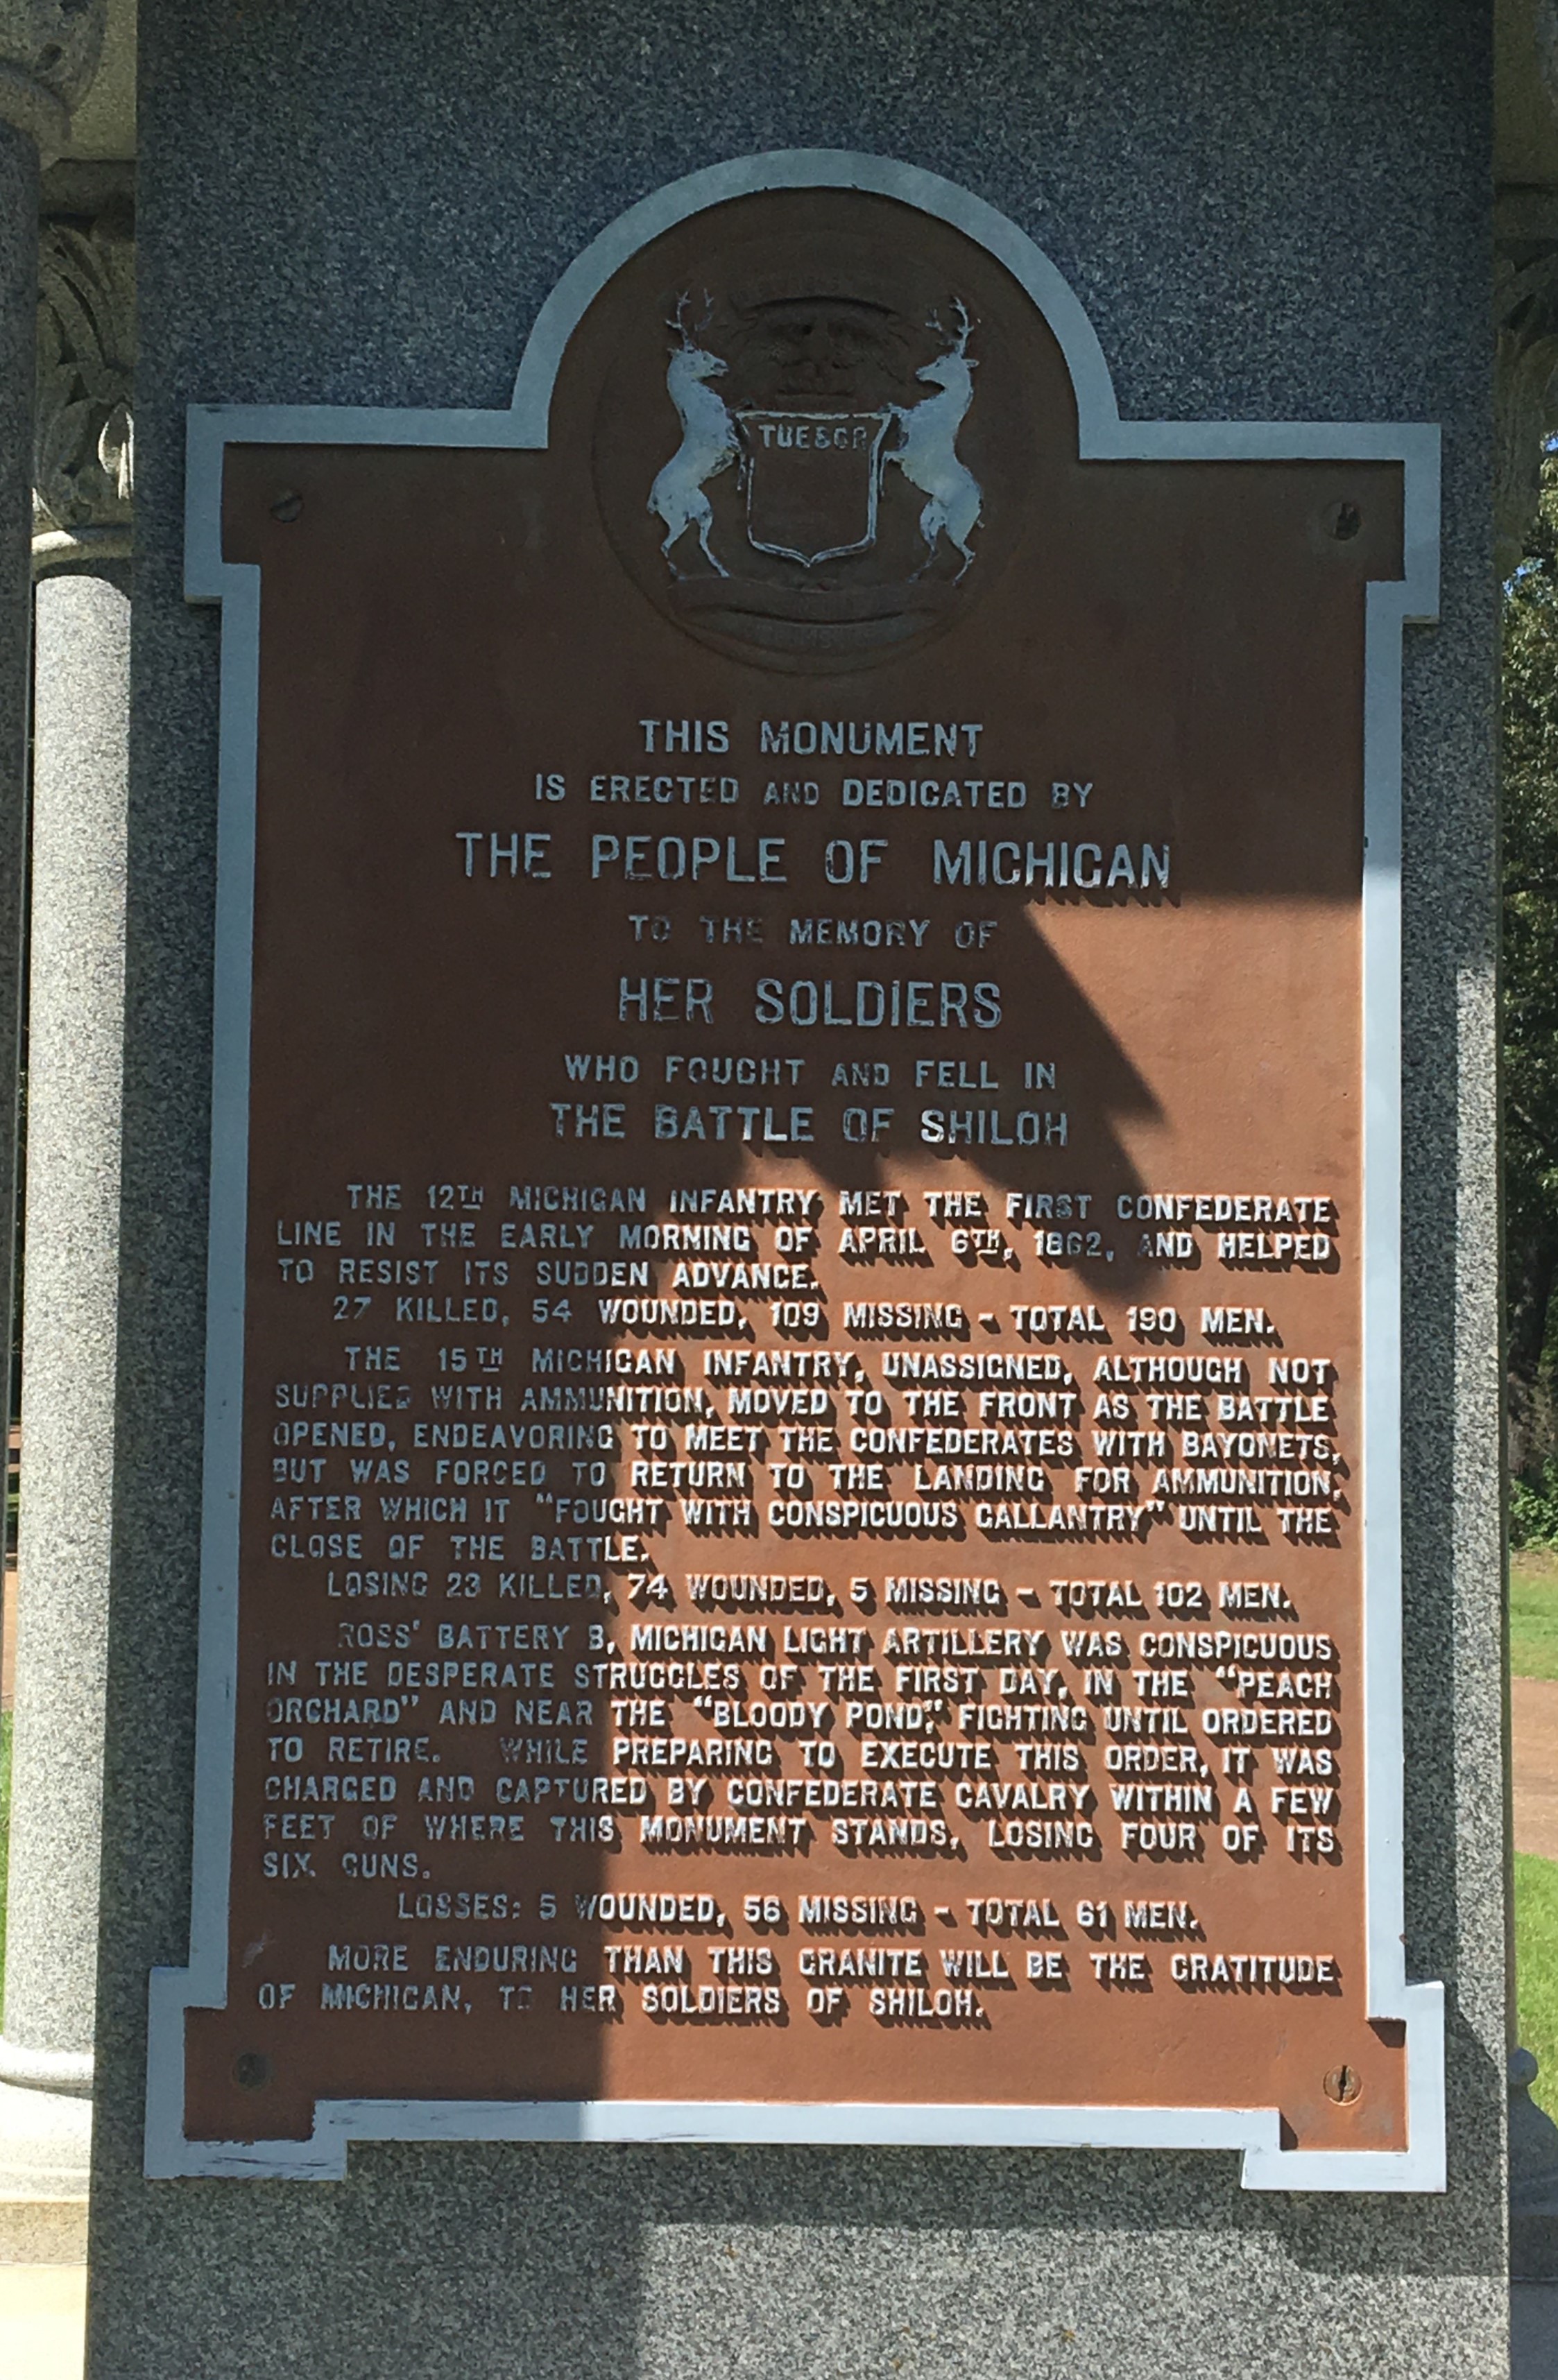 TUEBOR
THIS MONUMENT
IS ERECTED AND DEDICATED BY
THE PEOPLE OF MICHIGAN
TO THE MEMORY OF
HER SOLDIERS
WHO FOUGHT AND FELL IN
THE BATTLE OF SHILOH
THE 12TH MICHIGAN INFANTRY MET THE FIRST CONFEDERATE
LINE IN THE EARLY MORNING OF APRIL 6TH, 1862, AND HELPED
TO RESIST ITS SUDDEN ADVANCE.
27 KILLED, 54 WOUNDED, 109 MISSING - TOTAL 190 MEN.
THE 15TH MICHIGAN INFANTRY, UNASSIGNED, ALTHOUGH NOT
SUPPLIED WITH AMMUNITION, MOVED TO THE FRONT AS THE BATTLE
OPENED, ENDEAVORING TO MEET THE CONFEDERATES WITH BAYONETS,
BUT WAS FORCED TO RETURN TO THE LANDING FOR AMMUNITION,
AFTER WHICH IT "FOUGHT WITH CONSPICUOUS GALLANTRY" UNTIL THE
CLOSE OF THE BATTLE.
LOSING 23 KILLED, 74 WOUNDED, 5 MISSING - TOTAL 102 MEN.
ROSS' BATTERY B, MICHIGAN LIGHT ARTILLERY WAS CONSPICUOUS
IN THE DESPERATE STRUGGLES OF THE FIRST DAY, IN THE "PEACH
ORCHARD" AND NEAR THE "BLOODY POND," FIGHTING UNTIL ORDERED
TO RETIRE. WHILE PREPARING TO EXECUTE THIS ORDER, IT WAS
CHARGED AND CAPTURED BY CONFEDERATE CAVALRY WITHIN A FEW
FEET OF WHERE THIS MONUMENT STANDS, LOSING FOUR OF ITS
SIX GUNS.
LOSSES: 5 WOUNDED, 56 MISSING - TOTAL 61 MEN.
MORE ENDURING THAN THIS GRANITE WILL BE THE GRATITUDE
OF MICHIGAN, TO HER SOLDIERS OF SHILOH.